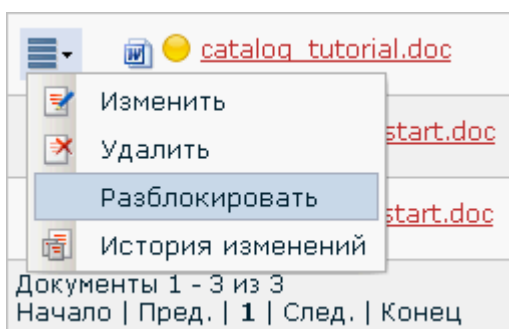 catalog_tutorial.doc
Изменить
start.doc
Удалить
Разблокировать
start.doc
История изменений
Документы 1 - 3 из 3
Начало | Пред. | 1 | След. | Конец